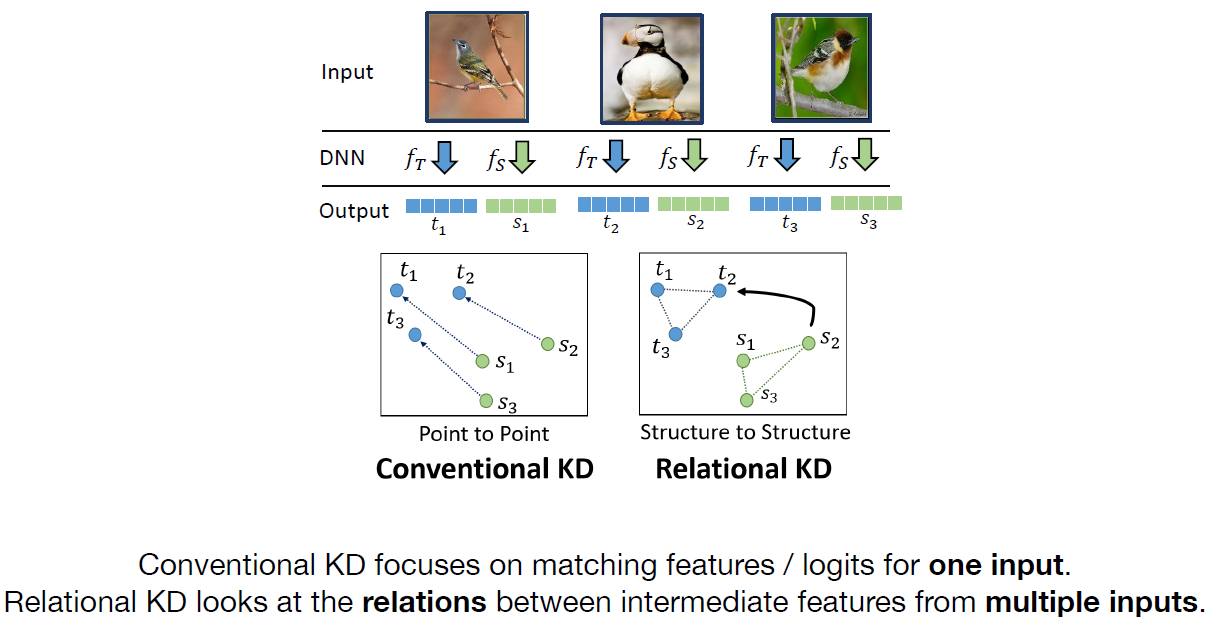 Input
DNN f_T f_S f_T f_S f_T f_S
Output
t_1 s_1 t_2 s_2 t_3 s_3
t_1 t_2
t_3
s_2
s_1
s_3
Point to Point
Conventional KD
t_1 t_2
t_3
s_1 s_2
s_3
Structure to Structure
Relational KD
Conventional KD focuses on matching features / logits for one input.
Relational KD looks at the relations between intermediate features from multiple inputs.